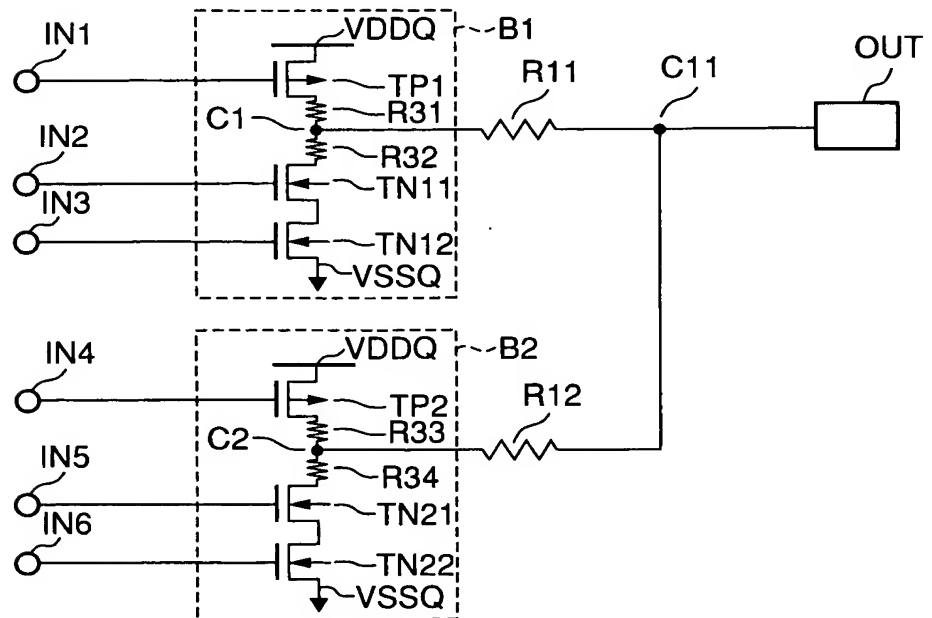 IN1
VDDQ
B1
OUT
TP1
R11
C11
R31
C1
IN2
R32
TN11
IN3
TN12
VSSQ
IN4
VDDQ
B2
TP2
R12
R33
C2
IN5
R34
TN21
IN6
TN22
VSSQ